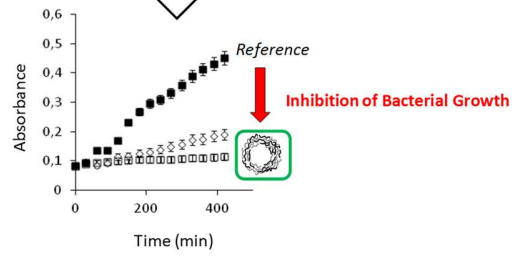 0,6
0,5
0,4
0,3
0,2
0,1
0
Absorbance
0 200 400
Time (min)
Reference
Inhibition of Bacterial Growth